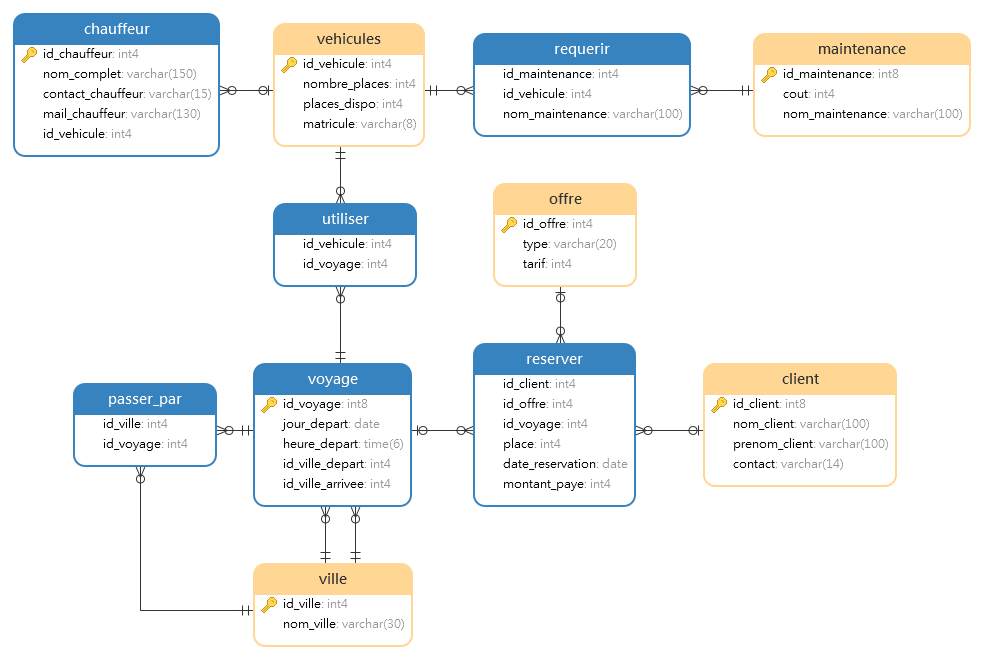 chauffeur
id_chauffeur: int4
nom_complet: varchar(150)
contact_chauffeur: varchar(15)
mail_chauffeur: varchar(130)
id_vehicule: int4
vehicules
id_vehicule: int4
nombre_places: int4
places_dispo: int4
matricule: varchar(8)
requerir
id_maintenance: int4
id_vehicule: int4
nom_maintenance: varchar(100)
maintenance
id_maintenance: int8
cout: int4
nom_maintenance: varchar(100)
utiliser
id_vehicule: int4
id_voyage: int4
offre
id_offre: int4
type: varchar(20)
tarif: int4
passer_par
id_ville: int4
id_voyage: int4
voyage
id_voyage: int8
jour_depart: date
heure_depart: time(6)
id_ville_depart: int4
id_ville_arrivee: int4
reserver
id_client: int4
id_offre: int4
id_voyage: int4
place: int4
date_reservation: date
montant_paye: int4
client
id_client: int8
nom_client: varchar(100)
prenom_client: varchar(100)
contact: varchar(14)
ville
id_ville: int4
nom_ville: varchar(30)